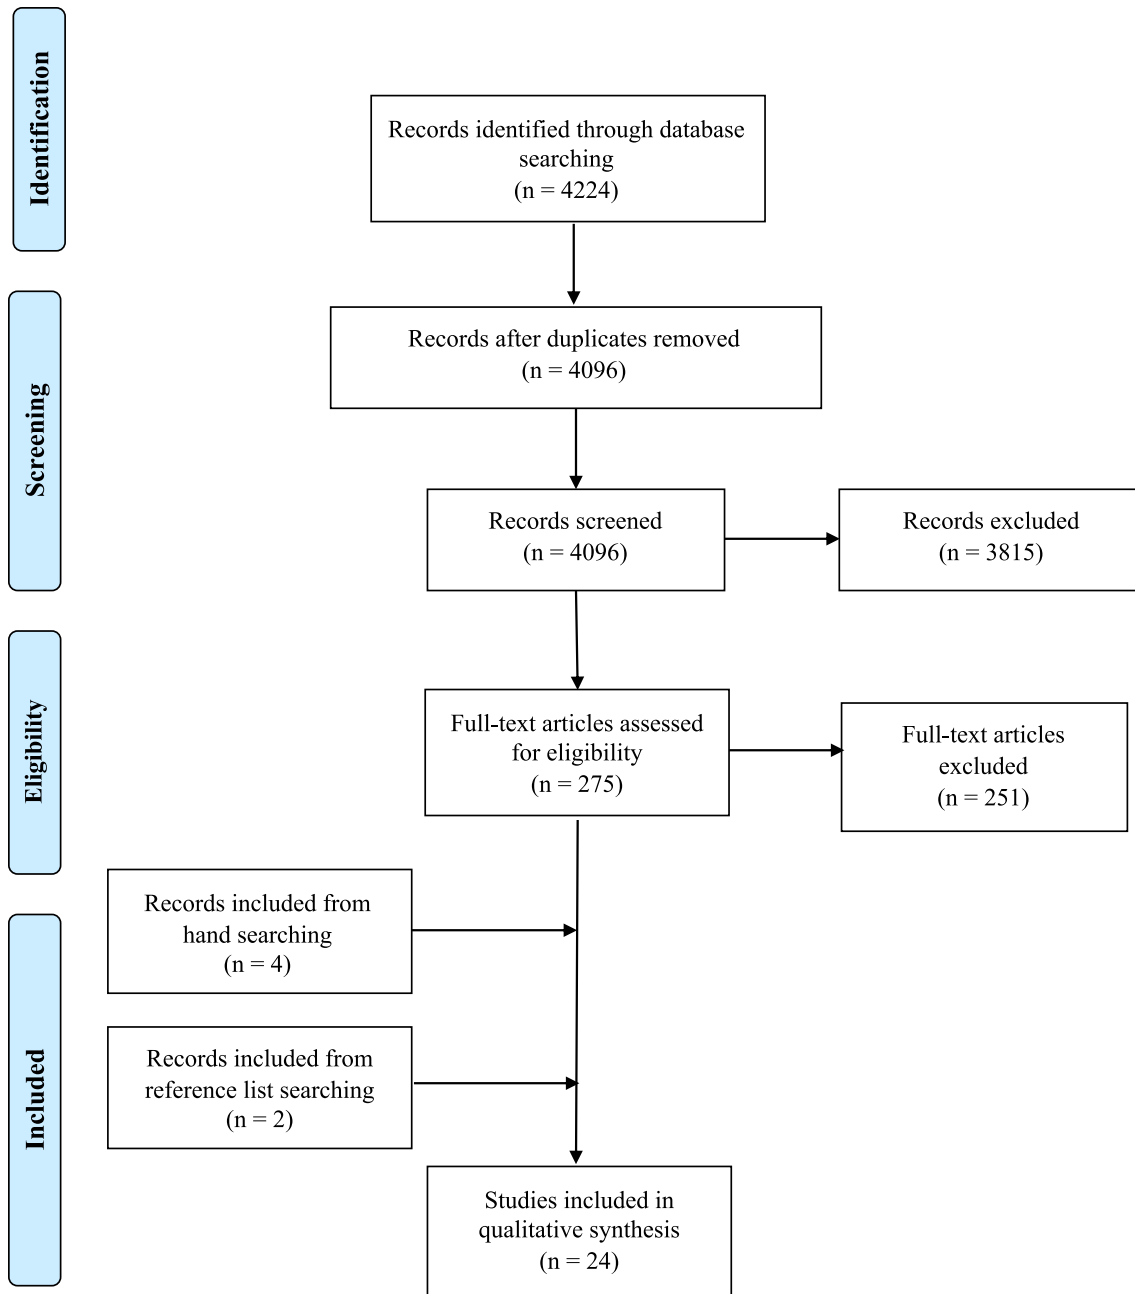 Identification
Records identified through database
searching
(n = 4224)
Screening
Records after duplicates removed
(n = 4096)
Records screened
(n = 4096)
Records excluded
(n = 3815)
Eligibility
Full-text articles assessed
for eligibility
(n = 275)
Full-text articles
excluded
(n = 251)
Included
Records included from
hand searching
(n = 4)
Records included from
reference list searching
(n = 2)
Studies included in
qualitative synthesis
(n = 24)